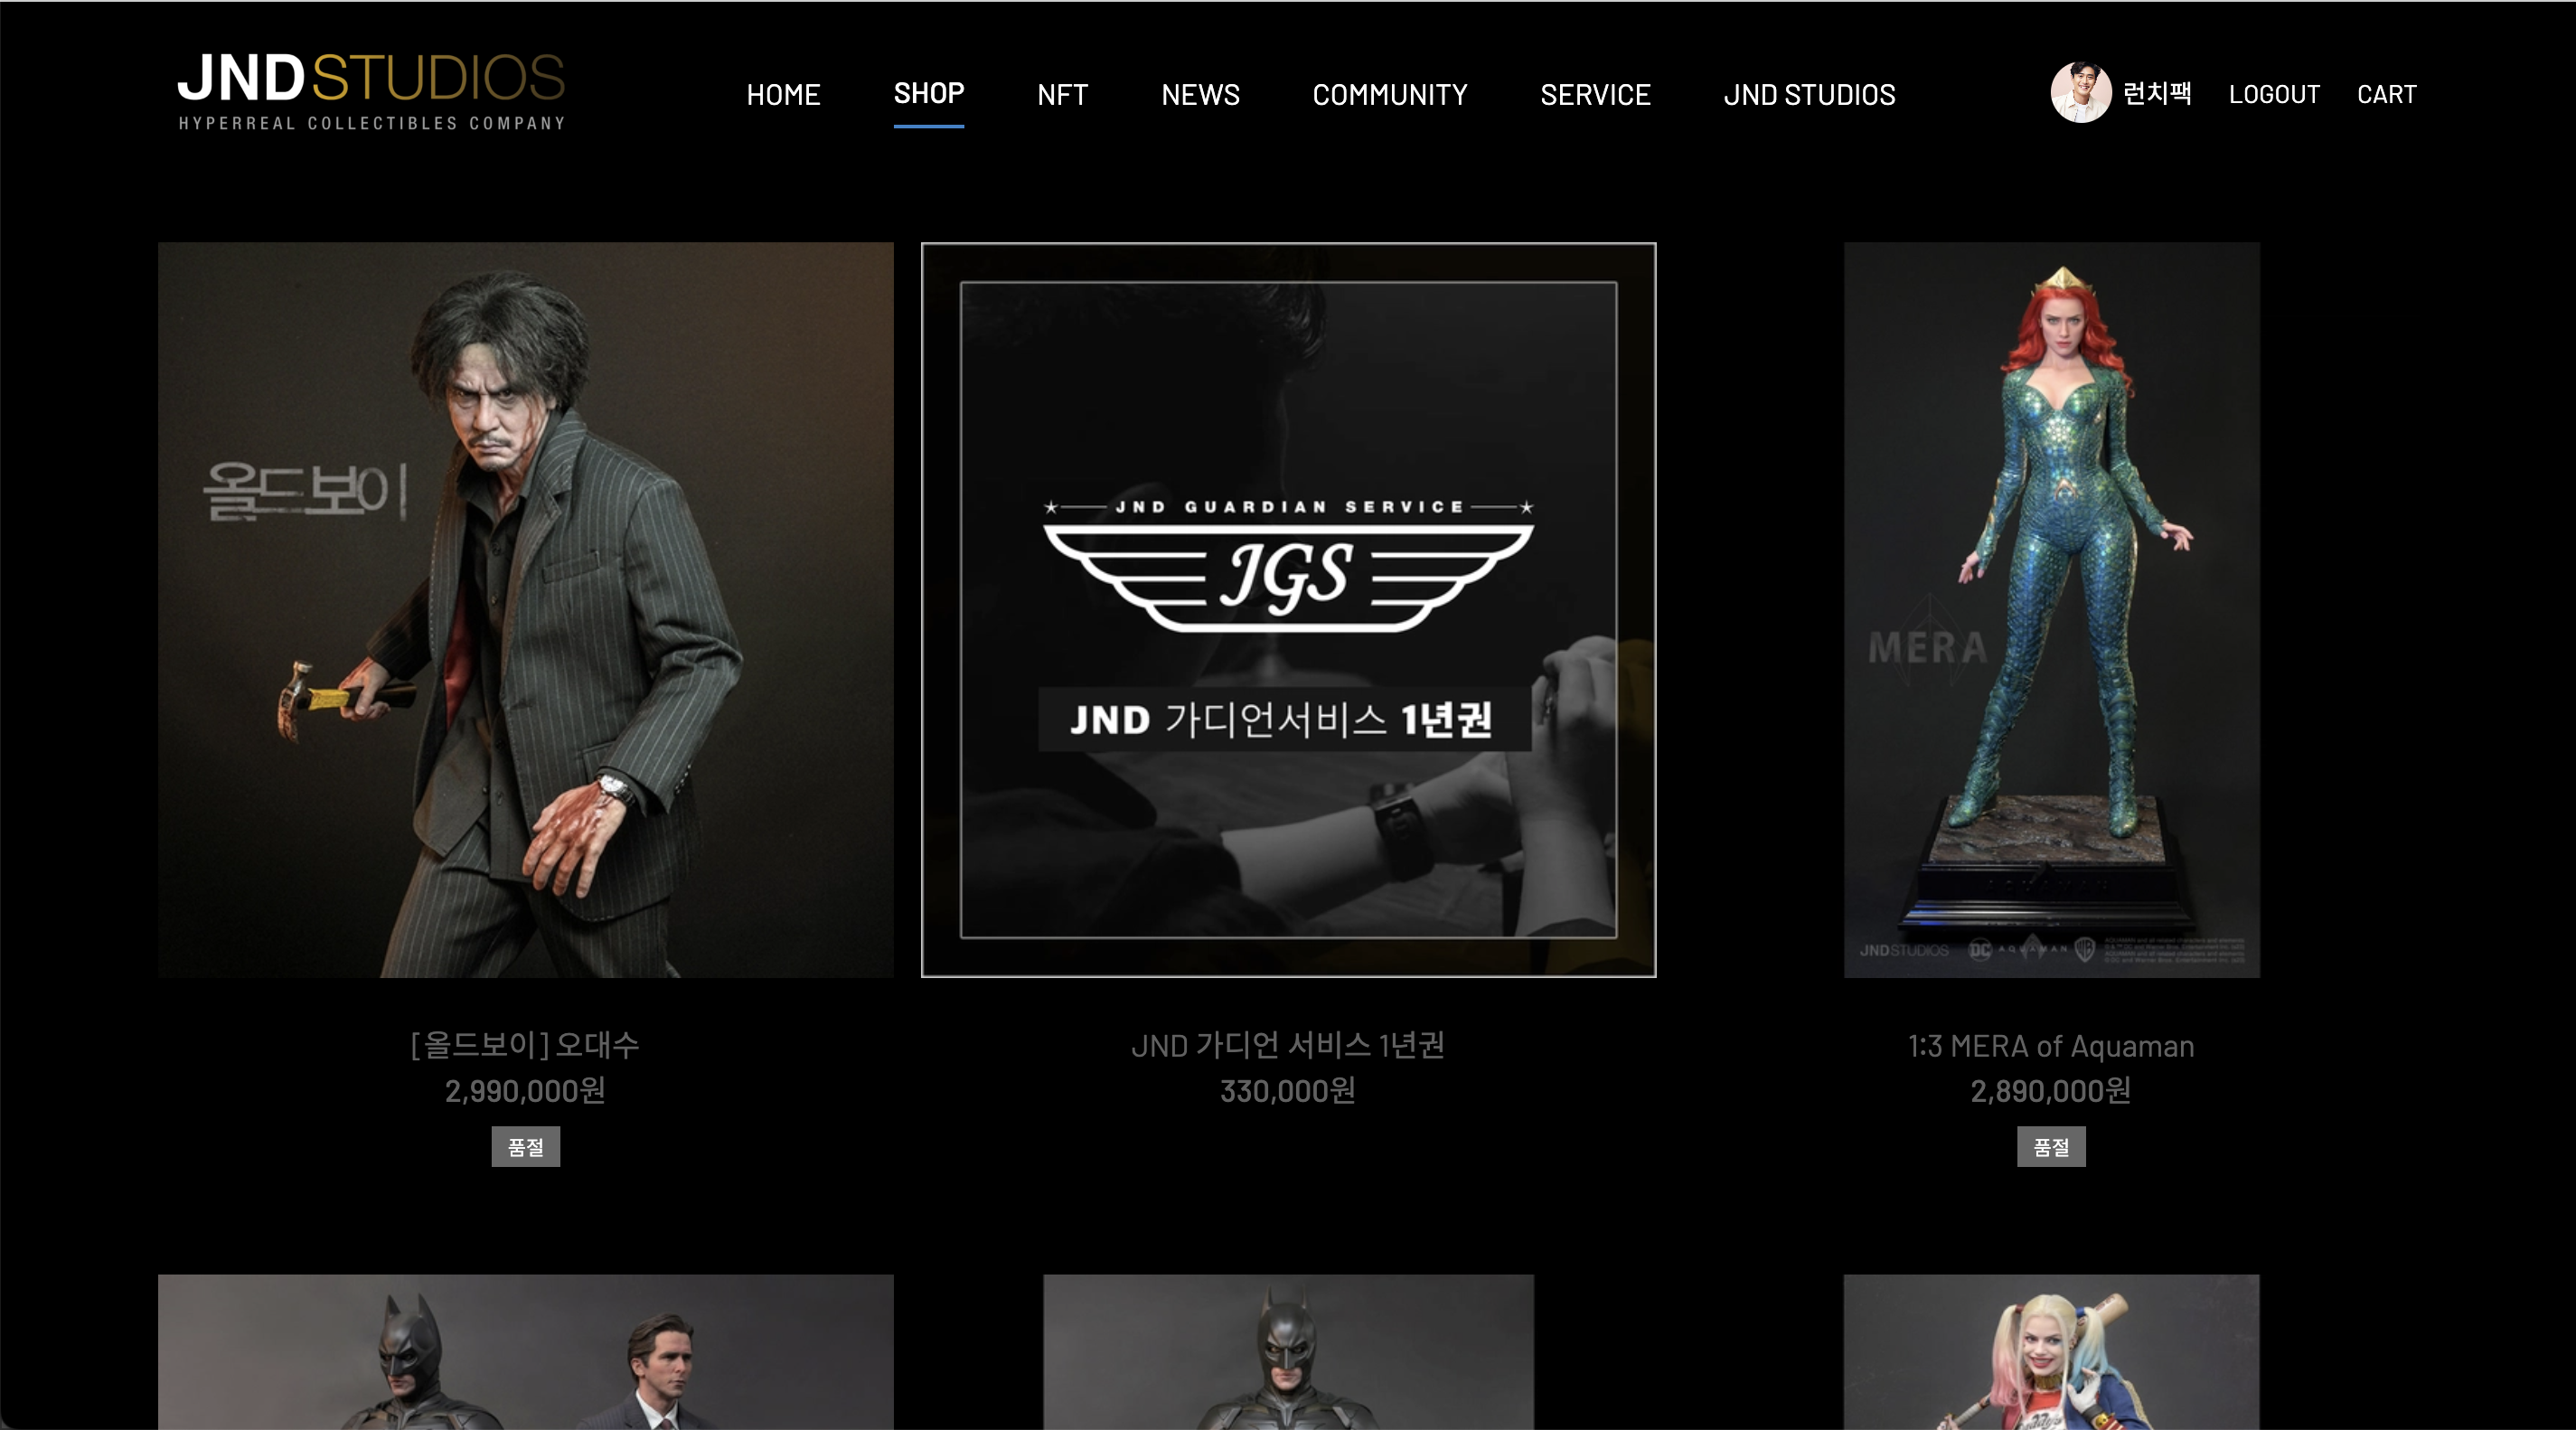 JNDSTUDIOS
HYPERREAL COLLECTIBLES COMPANY
HOME SHOP NFT NEWS COMMUNITY SERVICE JND STUDIOS
런치팩 LOGOUT CART
올드보이
JND GUARDIAN SERVICE
JGS
JND 가디언서비스 1년권
MERA
JNDSTUDIOS DC AQUAMAN WB
[올드보이] 오대수
2,990,000원
품절
JND 가디언 서비스 1년권
330,000원
1:3 MERA of Aquaman
2,890,000원
품절